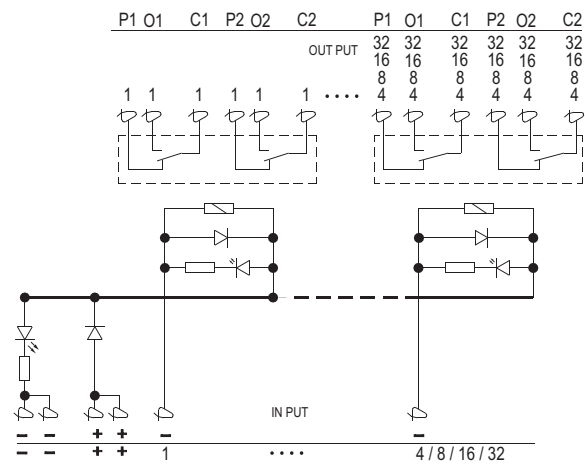 P1 O1 C1 P2 O2 C2 P1 O1 C1 P2 O2 C2
OUT PUT
32 32 32 32 32 32
16 16 16 16 16 16
8 8 8 8 8 8
1 1 1 1 1 1 • • • • 4 4 4 4 4 4
IN PUT
– – + + – –
– – + + 1 • • • • 4 / 8 / 16 / 32